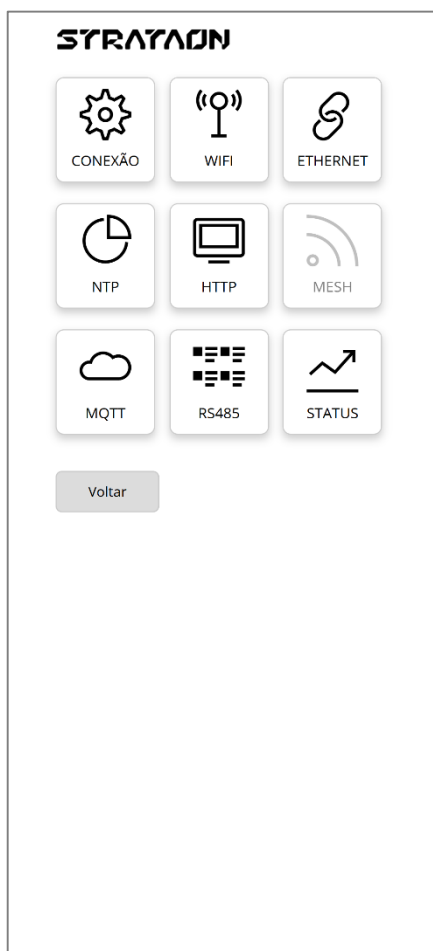 STRATAON
CONEXÃO WIFI ETHERNET
NTP HTTP MESH
MQTT RS485 STATUS
Voltar